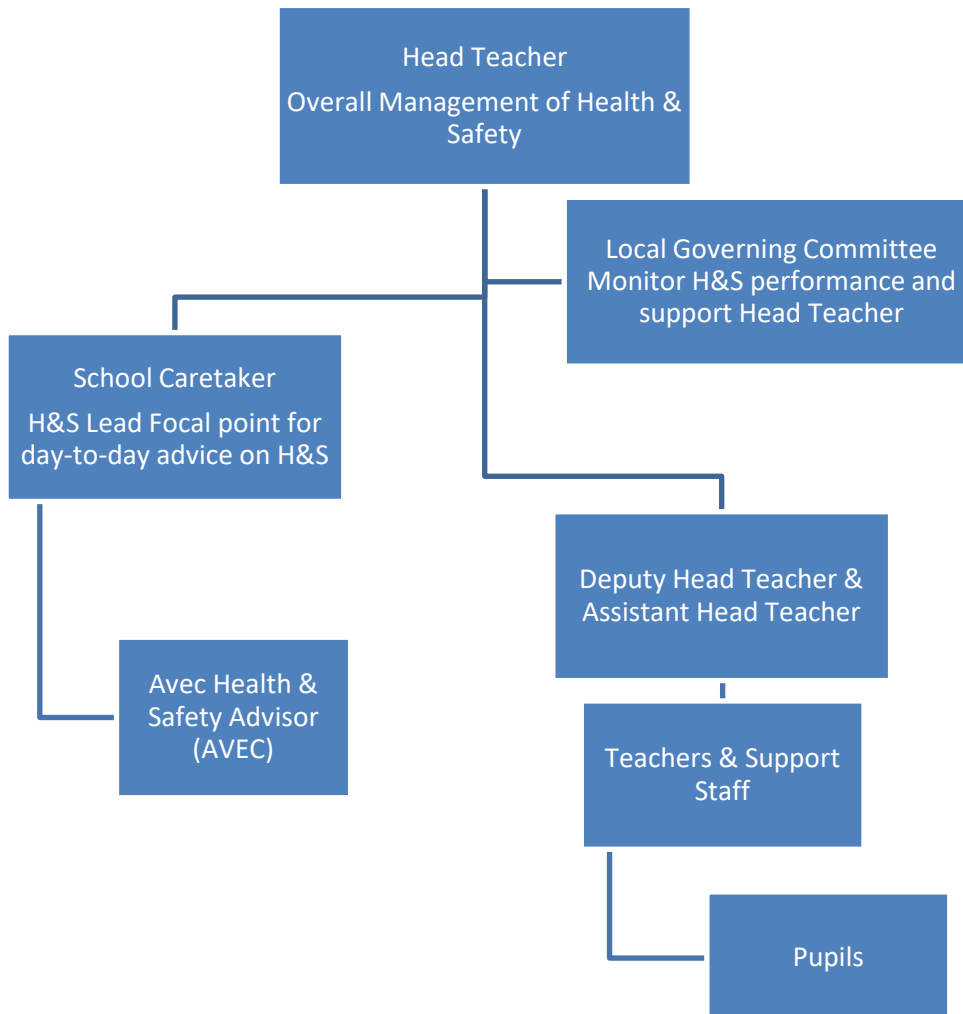 Head Teacher
Overall Management of Health &
Safety
Local Governing Committee
Monitor H&S performance and
support Head Teacher
School Caretaker
H&S Lead Focal point for
day-to-day advice on H&S
Deputy Head Teacher &
Assistant Head Teacher
Avec Health &
Safety Advisor
(AVEC)
Teachers & Support
Staff
Pupils